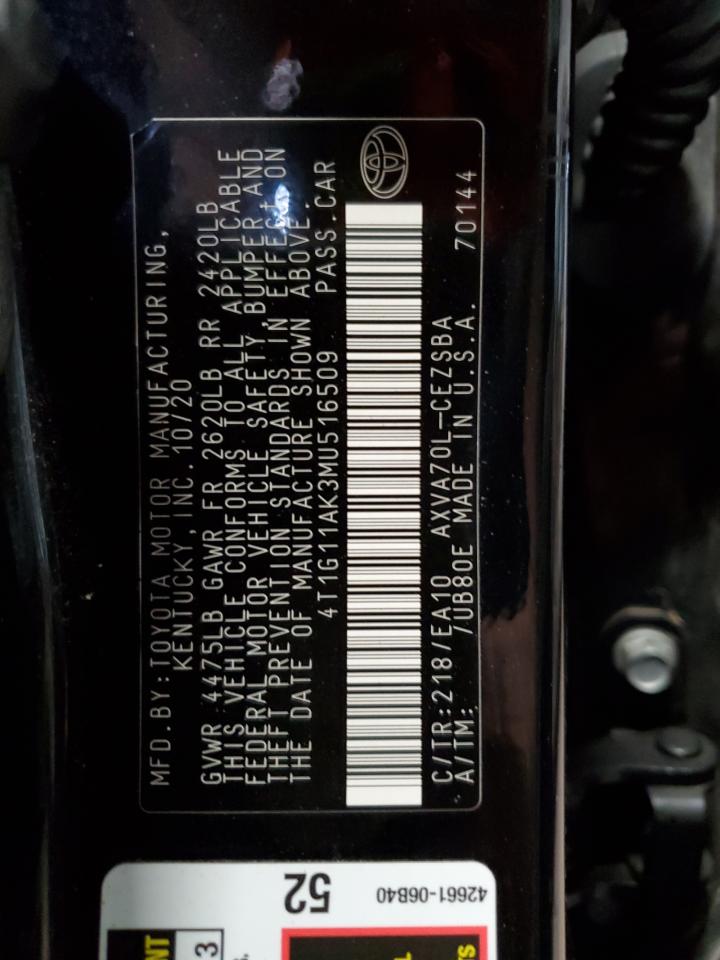 MFD.BY:TOYOTA MOTOR MANUFACTURING,
KENTUCKY, INC. 10/20
GVWR 4475LB GAWR FR 2620LB RR 2420LB
THIS VEHICLE CONFORMS TO ALL APPLICABLE
FEDERAL MOTOR VEHICLE SAFETY, BUMPER AND
THEFT PREVENTION STANDARDS IN EFFECT ON
THE DATE OF MANUFACTURE SHOWN ABOVE.
4T1G11AK3MU516509 PASS.CAR
C/TR:218/EA10 AXVA70L-CEZSBA
A/TM: /UB80E MADE IN U.S.A. 70144
52
42661-06B40
3